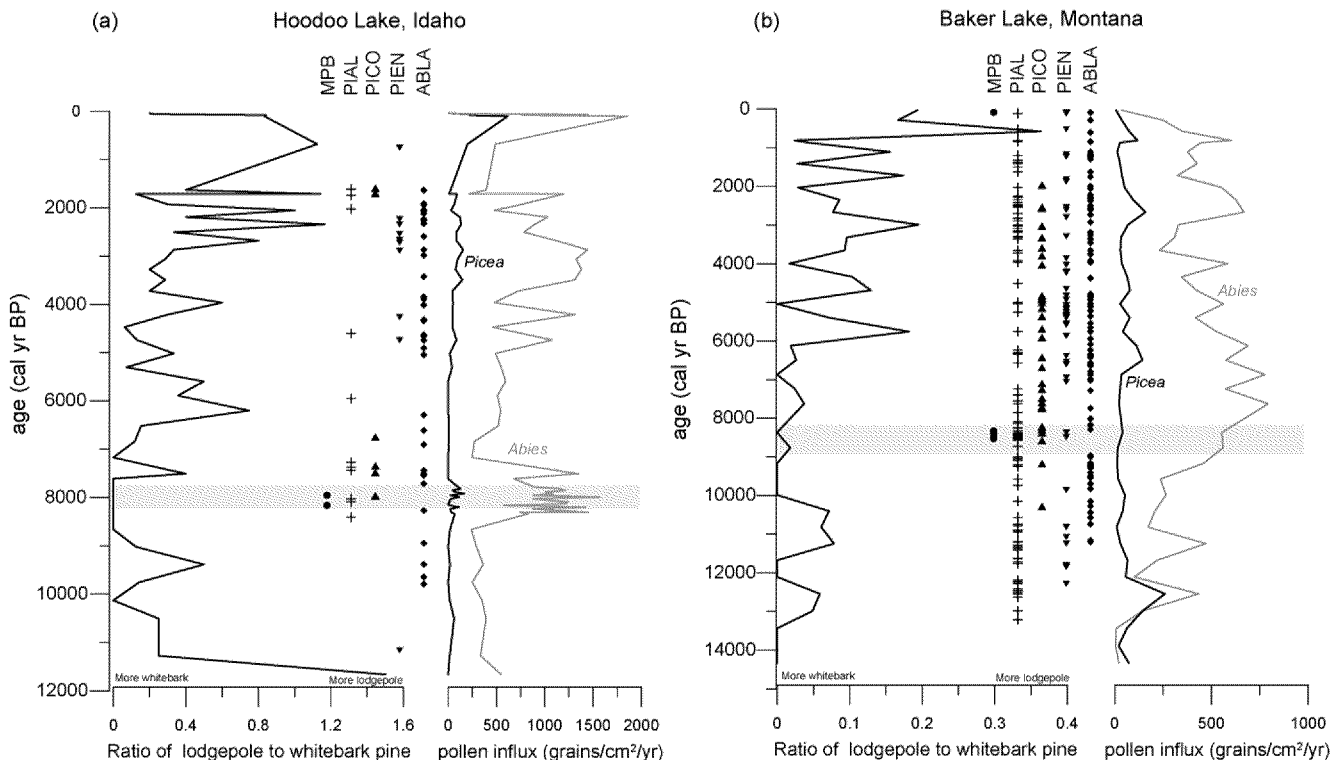 (a)
Hoodoo Lake, Idaho
MPB
PIAL
PICO
PIEN
ABLA
0
2000
4000
6000
8000
10000
12000
age (cal yr BP)
Picea
Abies
More whitebark
More lodgepole
0 0.4 0.8 1.2 1.6
0 500 1000 1500 2000
Ratio of lodgepole to whitebark pine
pollen influx (grains/cm²/yr)
(b)
Baker Lake, Montana
MPB
PIAL
PICO
PIEN
ABLA
0
2000
4000
6000
8000
10000
12000
14000
age (cal yr BP)
Abies
Picea
More whitebark
More lodgepole
0 0.1 0.2 0.3 0.4
0 500 1000
Ratio of lodgepole to whitebark pine
pollen influx (grains/cm²/yr)